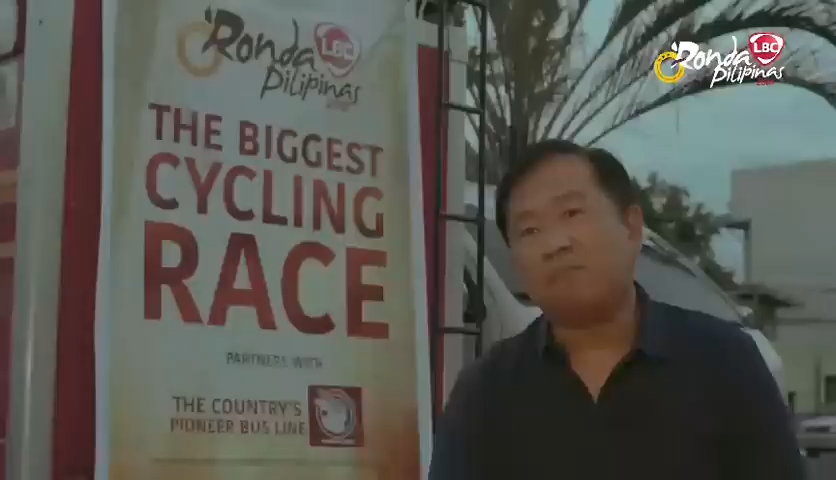 Ronda
LBC
Pilipinas
THE BIGGEST
CYCLING
RACE
PARTNERS WITH
THE COUNTRY'S
PIONEER BUS LINE
Ronda
LBC
Pilipinas